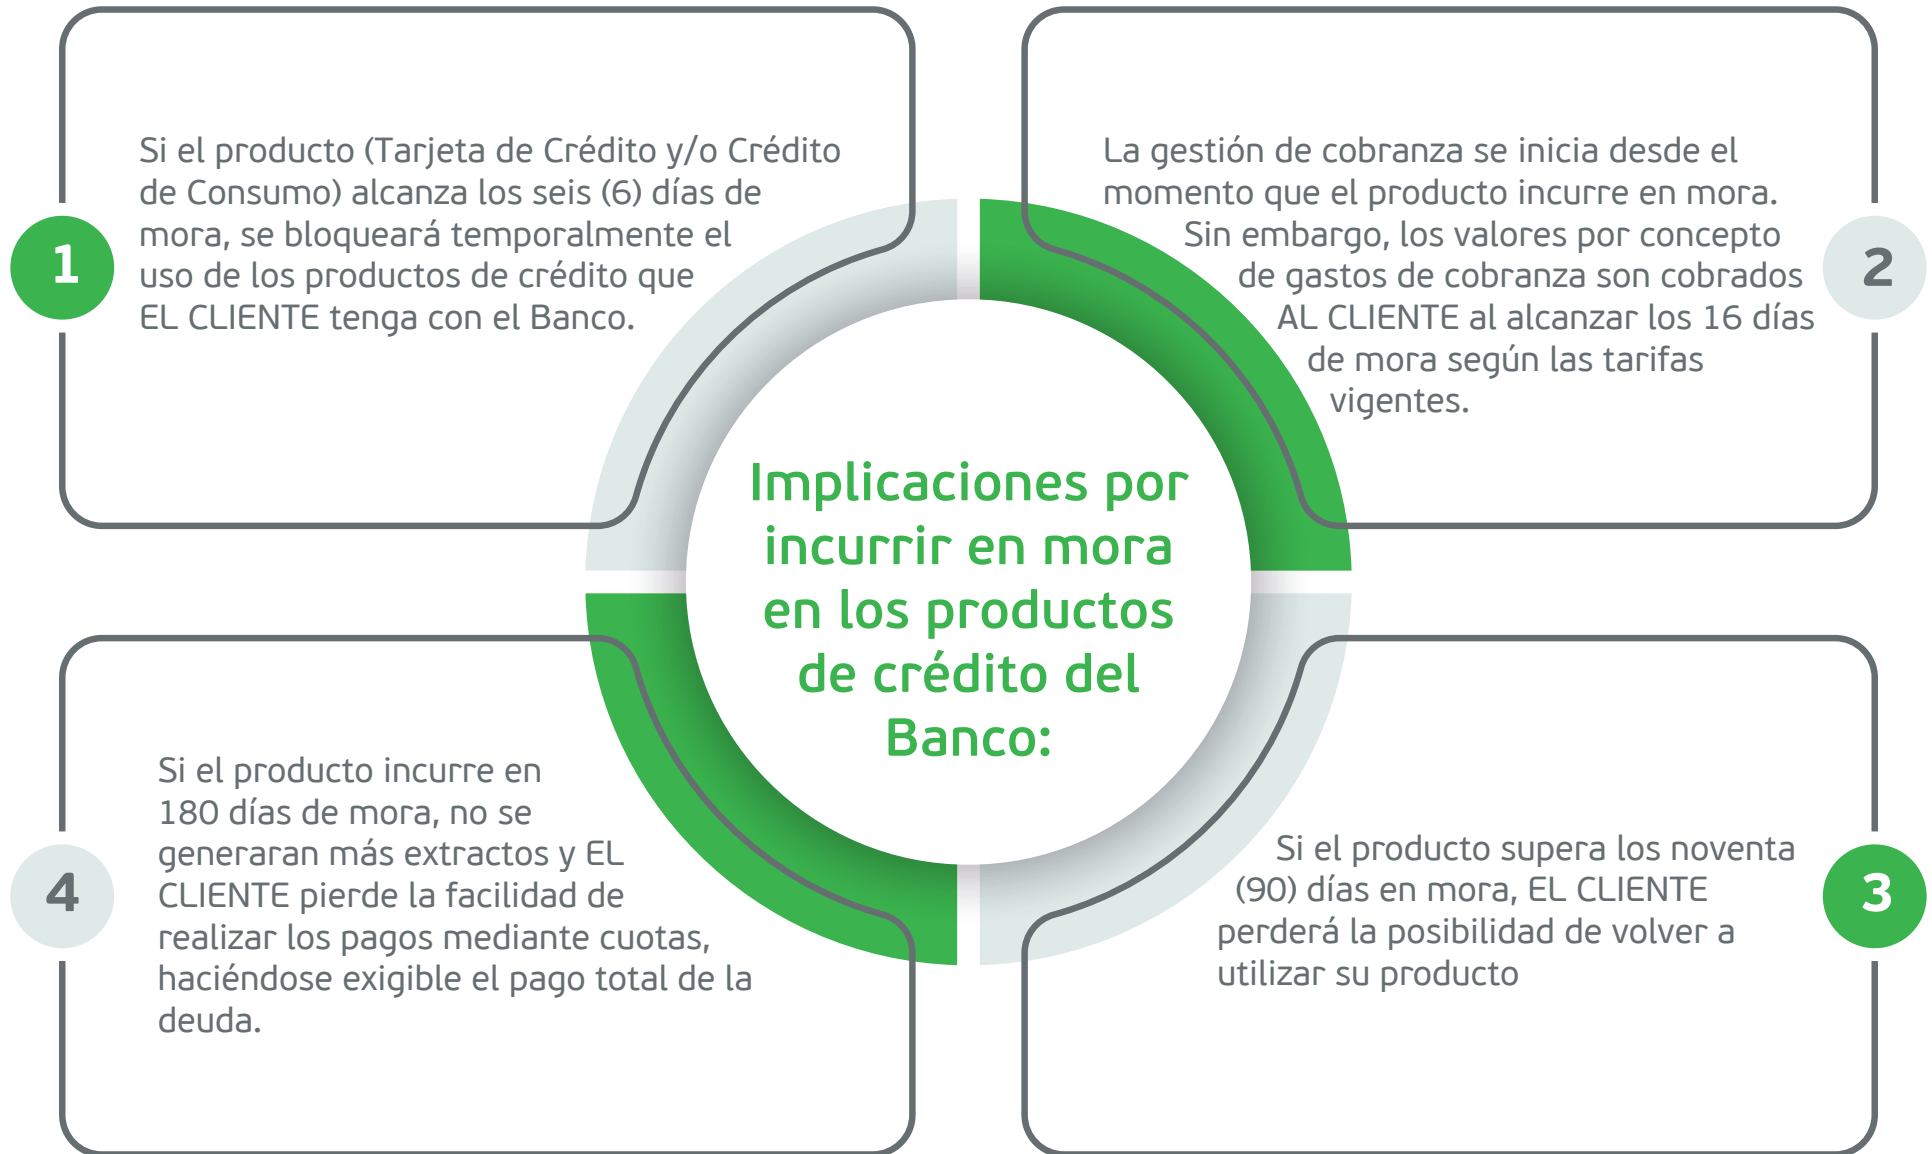 1
Si el producto (Tarjeta de Crédito y/o Crédito
de Consumo) alcanza los seis (6) días de
mora, se bloqueará temporalmente el
uso de los productos de crédito que
EL CLIENTE tenga con el Banco.
2
La gestión de cobranza se inicia desde el
momento que el producto incurre en mora.
Sin embargo, los valores por concepto
de gastos de cobranza son cobrados
AL CLIENTE al alcanzar los 16 días
de mora según las tarifas
vigentes.
Implicaciones por
incurrir en mora
en los productos
de crédito del
Banco:
3
Si el producto supera los noventa
(90) días en mora, EL CLIENTE
perderá la posibilidad de volver a
utilizar su producto
4
Si el producto incurre en
180 días de mora, no se
generaran más extractos y EL
CLIENTE pierde la facilidad de
realizar los pagos mediante cuotas,
haciéndose exigible el pago total de la
deuda.